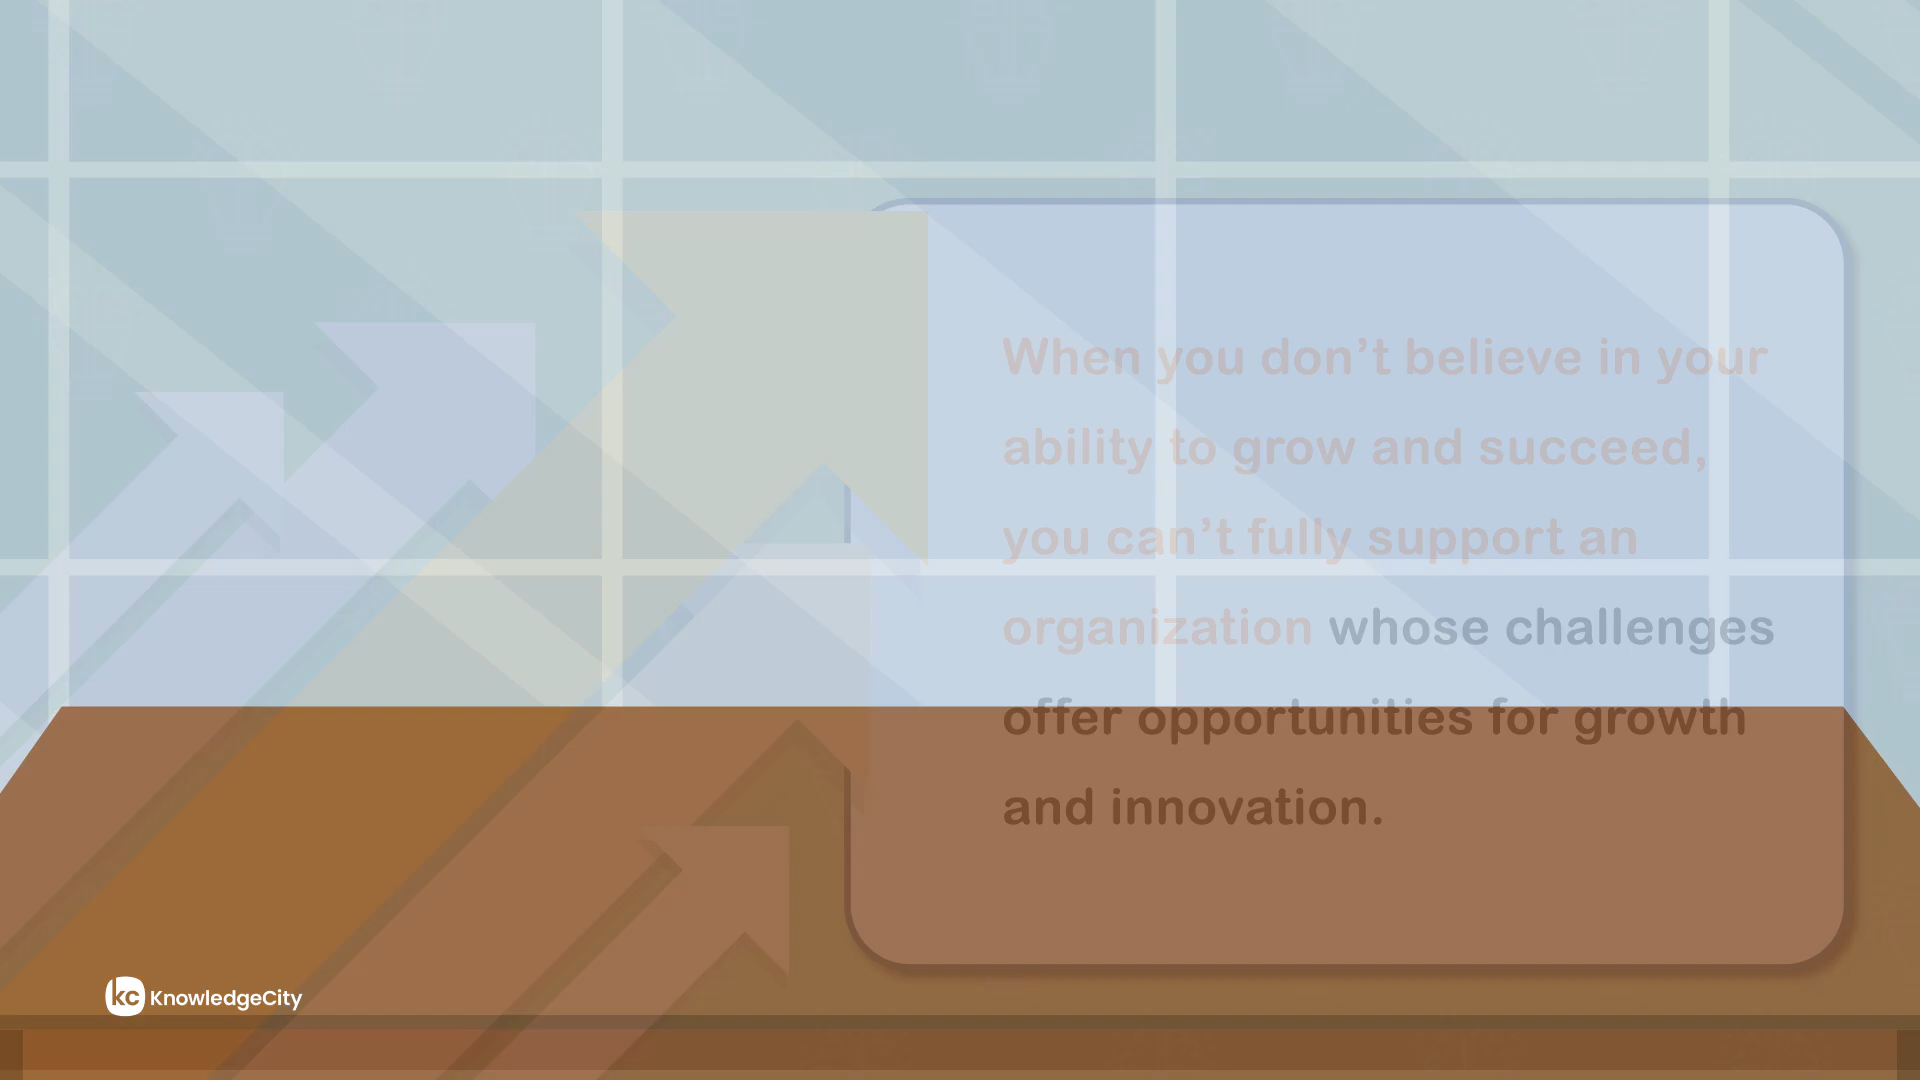 When you don’t believe in your
ability to grow and succeed,
you can’t fully support an
organization whose challenges
offer opportunities for growth
and innovation.
kc KnowledgeCity